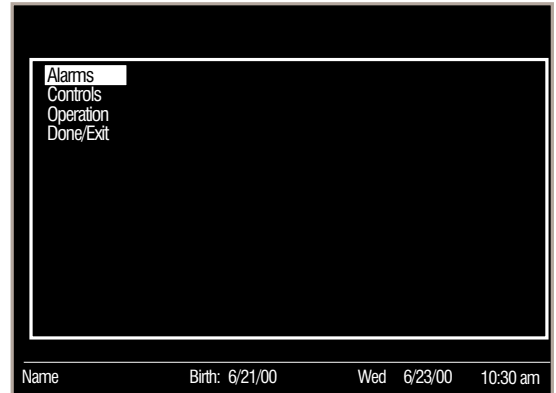 Alarms
Controls
Operation
Done/Exit
Name Birth: 6/21/00 Wed 6/23/00 10:30 am